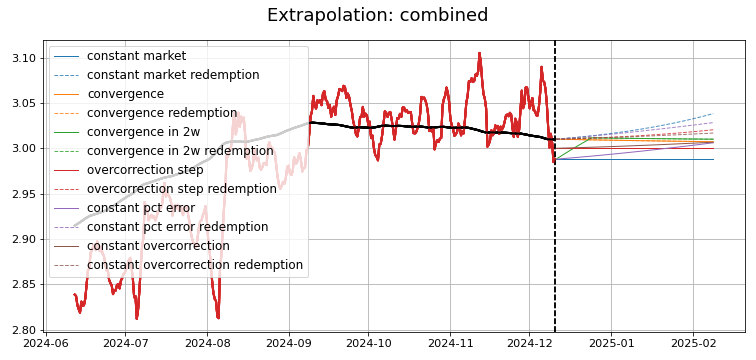 Extrapolation: combined
3.10
3.05
3.00
2.95
2.90
2.85
2.80
constant market
constant market redemption
convergence
convergence redemption
convergence in 2w
convergence in 2w redemption
overcorrection step
overcorrection step redemption
constant pct error
constant pct error redemption
constant overcorrection
constant overcorrection redemption
2024-06
2024-07
2024-08
2024-09
2024-10
2024-11
2024-12
2025-01
2025-02